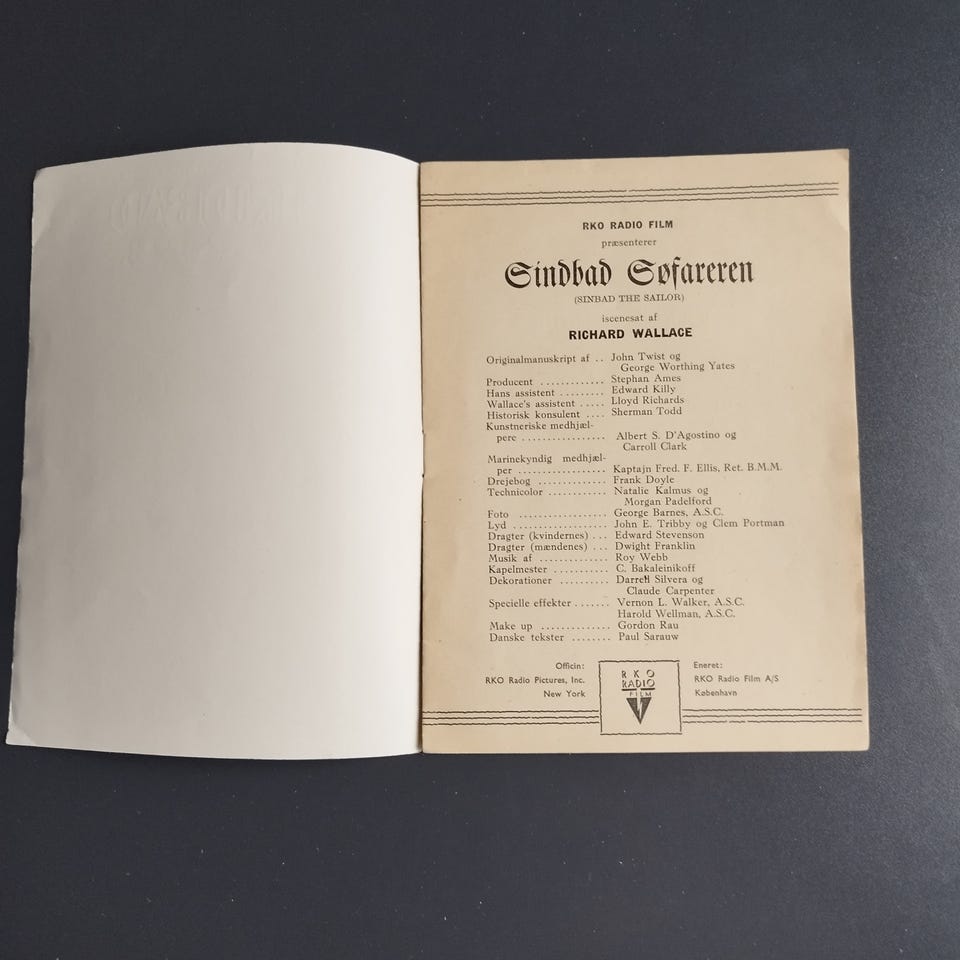 RKO RADIO FILM
præsenterer
Sindbad Søfareren
(SINBAD THE SAILOR)
iscenesat af
RICHARD WALLACE
Originalmanuskript af .. John Twist og
George Worthing Yates
Producent ............ Stephan Ames
Hans assistent ......... Edward Killy
Wallace's assistent ..... Lloyd Richards
Historisk konsulent .... Sherman Todd
Kunstneriske medhjæl-
pere ................ Albert S. D'Agostino og
Carroll Clark
Marinekyndig medhjæl-
per ................. Kaptajn Fred. F. Ellis, Ret. B.M.M.
Drejebog ............. Frank Doyle
Technicolor ........... Natalie Kalmus og
Morgan Padelford
Foto ................. George Barnes, A.S.C.
Lyd .................. John E. Tribby og Clem Portman
Dragter (kvindernes) ... Edward Stevenson
Dragter (mændenes) ... Dwight Franklin
Musik af ............. Roy Webb
Kapelmester .......... C. Bakaleinikoff
Dekorationer .......... Darrell Silvera og
Claude Carpenter
Specielle effekter ....... Vernon L. Walker, A.S.C.
Harold Wellman, A.S.C.
Make up ............. Gordon Rau
Danske tekster ........ Paul Sarauw
Officin:
RKO Radio Pictures, Inc.
New York
RKO
RADIO
FILM
Eneret:
RKO Radio Film A/S
København